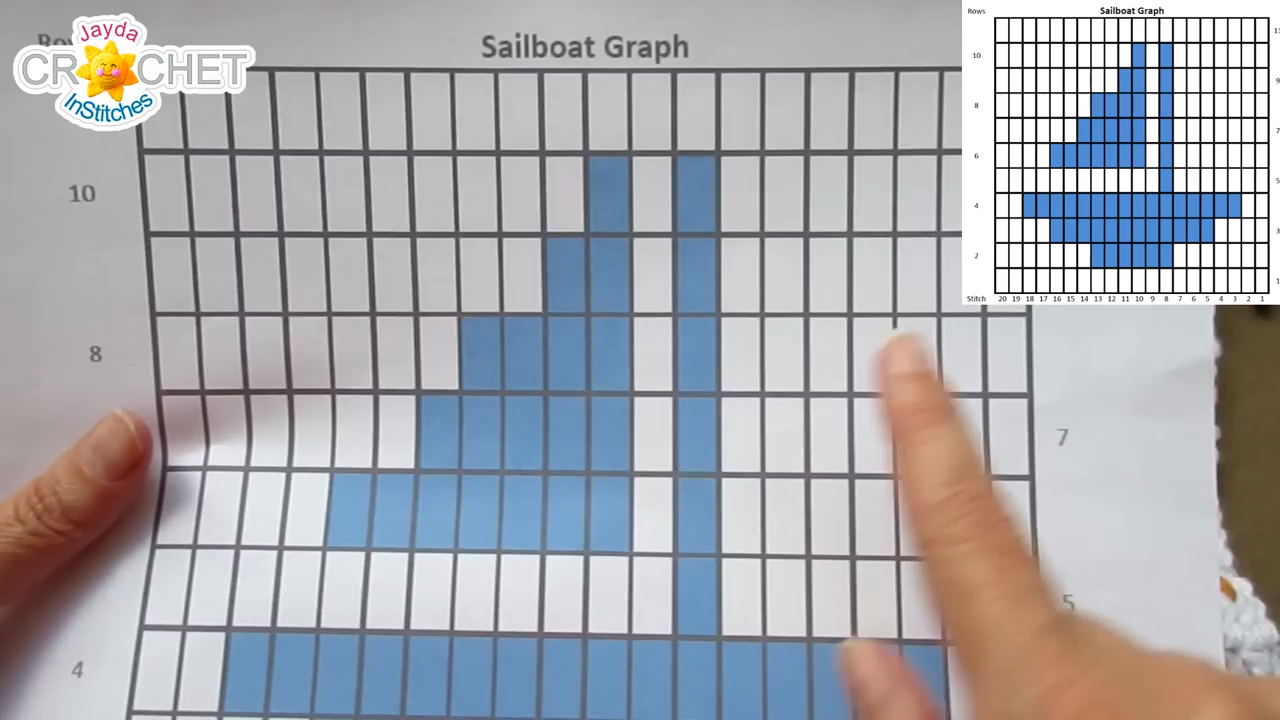 Jayda
CROCHET
InStitches
Sailboat Graph
10
8
7
5
4
Rows
Sailboat Graph
11
10
9
8
7
6
5
4
3
2
1
Stitch 20 19 18 17 16 15 14 13 12 11 10 9 8 7 6 5 4 3 2 1